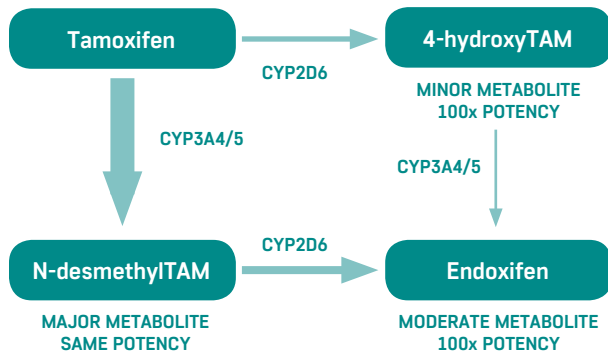 Tamoxifen
CYP2D6
4-hydroxyTAM
MINOR METABOLITE
100x POTENCY
CYP3A4/5
CYP3A4/5
N-desmethylTAM
MAJOR METABOLITE
SAME POTENCY
CYP2D6
Endoxifen
MODERATE METABOLITE
100x POTENCY